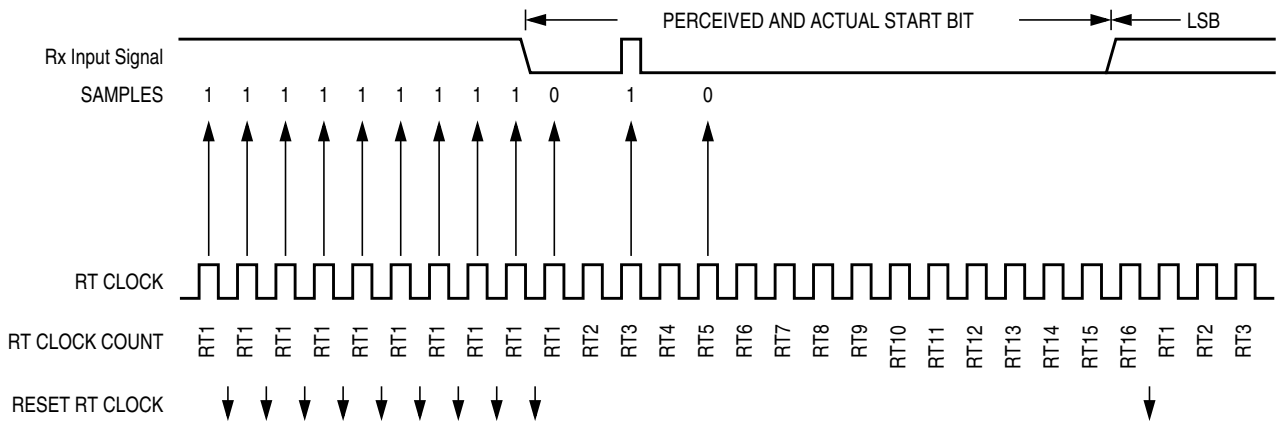 PERCEIVED AND ACTUAL START BIT LSB
Rx Input Signal
SAMPLES 1 1 1 1 1 1 1 1 1 0 1 0
RT CLOCK
RT CLOCK COUNT RT1 RT1 RT1 RT1 RT1 RT1 RT1 RT1 RT1 RT1 RT2 RT3 RT4 RT5 RT6 RT7 RT8 RT9 RT10 RT11 RT12 RT13 RT14 RT15 RT16 RT1 RT2 RT3
RESET RT CLOCK